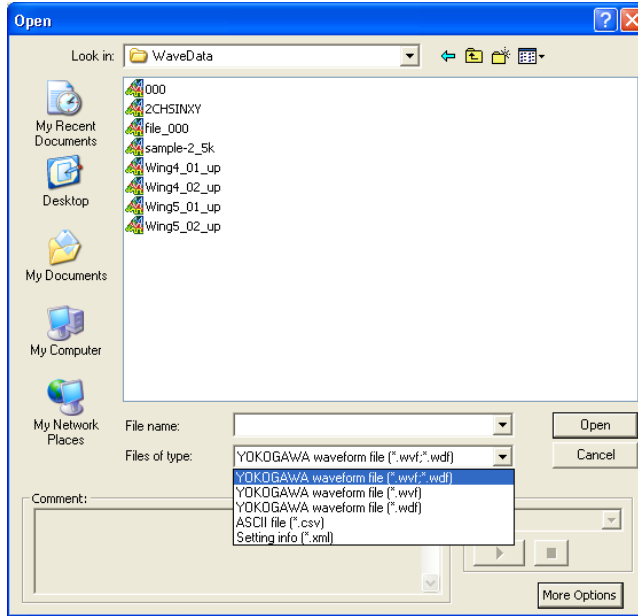 Open
Look in: WaveData
000
2CHSINXY
file_000
sample-2_5k
Wing4_01_up
Wing4_02_up
Wing5_01_up
Wing5_02_up
My Recent
Documents
Desktop
My Documents
My Computer
My Network
Places
File name:
Open
Files of type: YOKOGAWA waveform file (*.wvf;*.wdf)
Cancel
YOKOGAWA waveform file (*.wvf;*.wdf)
YOKOGAWA waveform file (*.wvf)
YOKOGAWA waveform file (*.wdf)
ASCII file (*.csv)
Setting info (*.xml)
Comment:
More Options